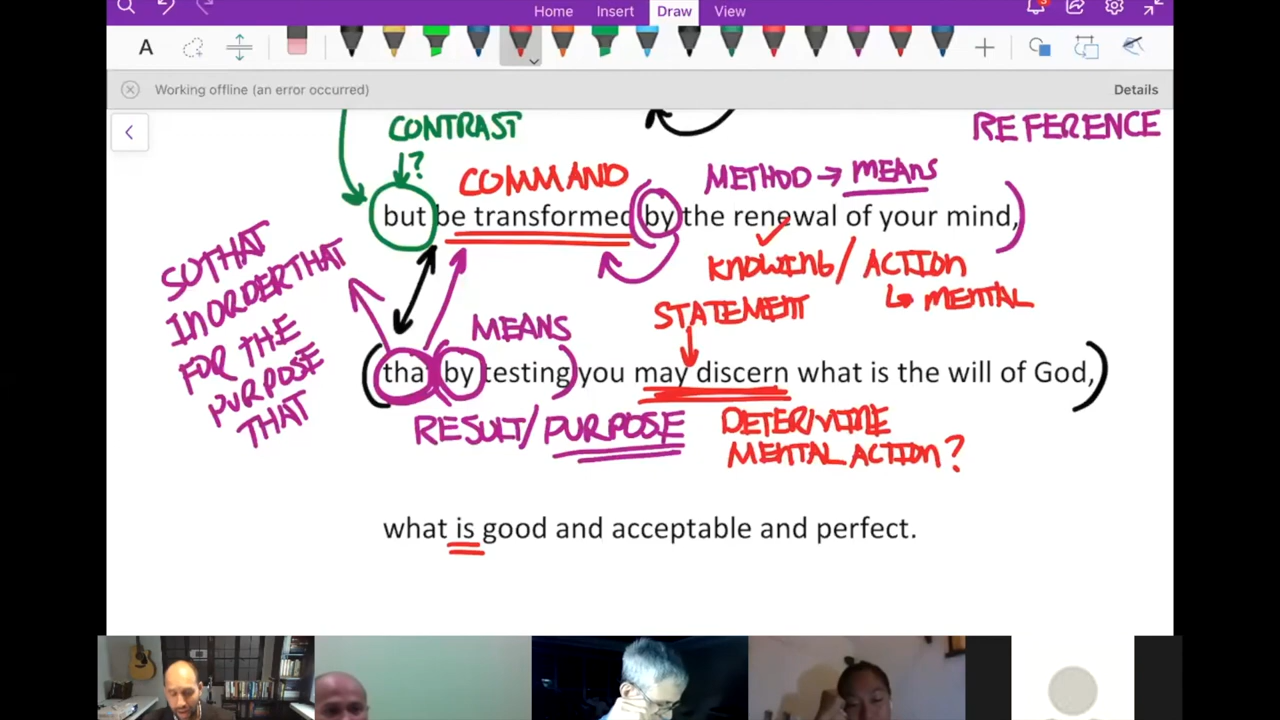 Home Insert Draw View
3
A
Working offline (an error occurred) Details
CONTRAST
REFERENCE
?
COMMAND
METHOD → MEANS
but be transformed (by the renewal of your mind,)
KNOWING / ACTION
↳ MENTAL
SO THAT
IN ORDER THAT
FOR THE
PURPOSE
THAT
STATEMENT
MEANS
(that (by testing) you may discern what is the will of God,)
RESULT/PURPOSE
DETERMINE
MENTAL ACTION?
what is good and acceptable and perfect.